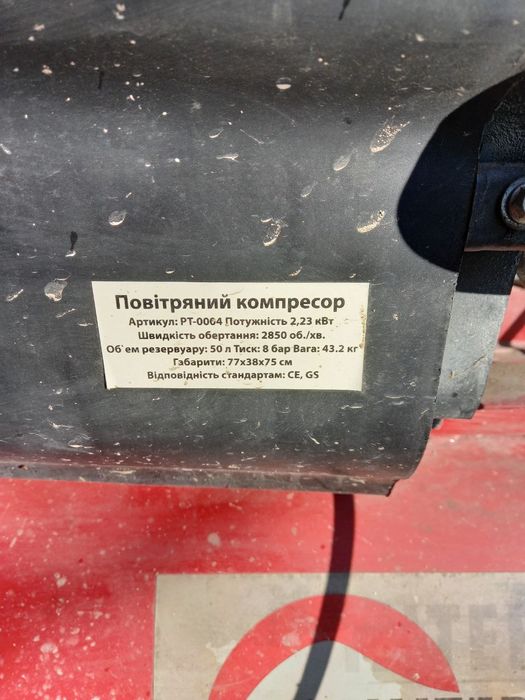 Повітряний компресор
Артикул: PT-0064 Потужність 2,23 кВт
Швидкість обертання: 2850 об./хв.
Об`ем резервуару: 50 л Тиск: 8 бар Вага: 43.2 кг
Габарити: 77х38х75 см
Відповідність стандартам: CE, GS